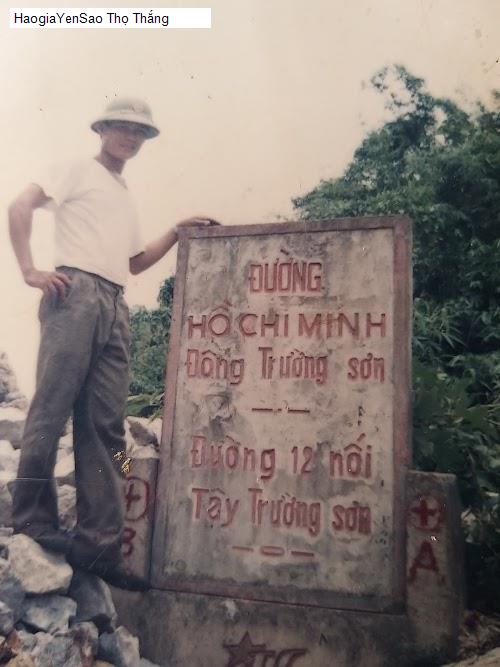 HaogiaYenSao Thọ Thắng
ĐƯỜNG
HỒ CHÍ MINH
Đông Trường sơn
Đường 12 nối
Tây Trường sơn
B
A